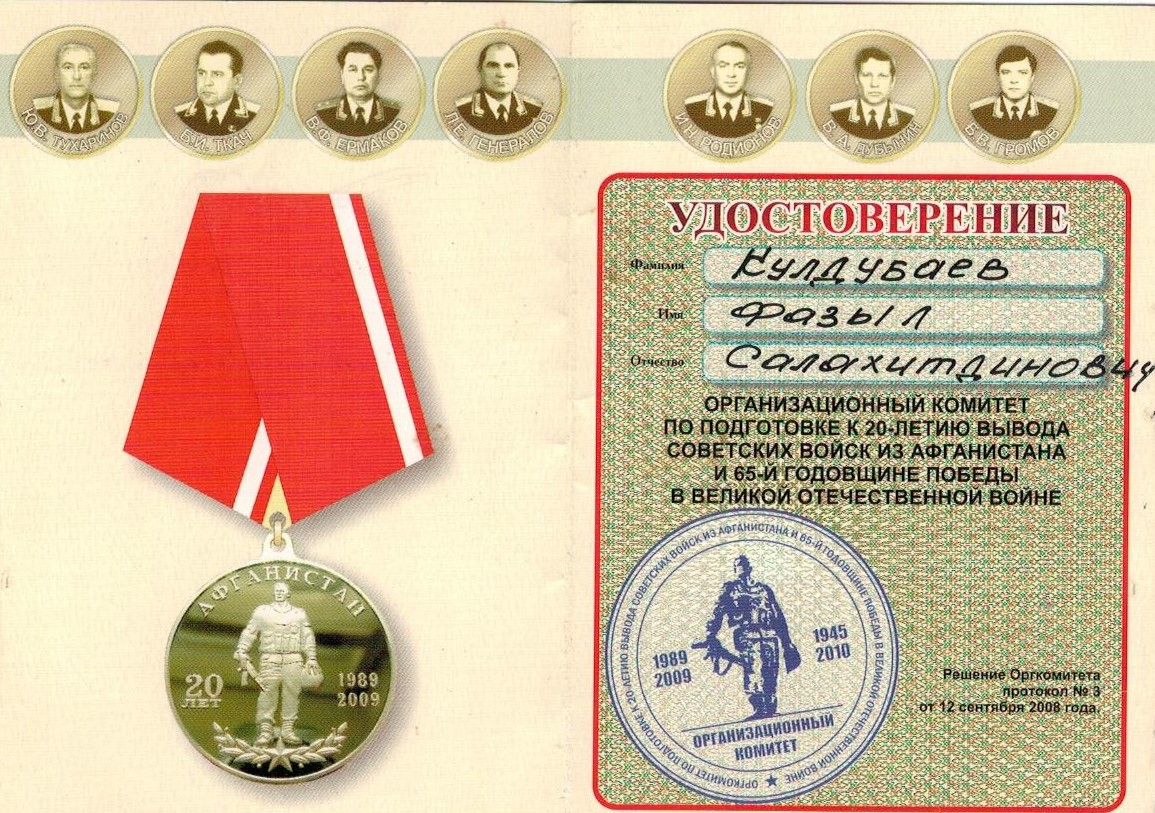 Ю.В. ТУХАРИНОВ
Б.И. ТКАЧ
В.Ф. ЕРМАКОВ
Л.Е. ГЕНЕРАЛОВ
И.Н. РОДИОНОВ
В.А. ДУБЫНИН
Б.В. ГРОМОВ
АФГАНИСТАН
20
ЛЕТ
1989
2009
УДОСТОВЕРЕНИЕ
Фамилия Кулдубаев
Имя Фазыл
Отчество Салахитдинович
ОРГАНИЗАЦИОННЫЙ КОМИТЕТ
ПО ПОДГОТОВКЕ К 20-ЛЕТИЮ ВЫВОДА
СОВЕТСКИХ ВОЙСК ИЗ АФГАНИСТАНА
И 65-Й ГОДОВЩИНЕ ПОБЕДЫ
В ВЕЛИКОЙ ОТЕЧЕСТВЕННОЙ ВОЙНЕ
ОРГКОМИТЕТ ПО ПОДГОТОВКЕ К 20-ЛЕТИЮ ВЫВОДА СОВЕТСКИХ ВОЙСК ИЗ АФГАНИСТАНА И 65-Й ГОДОВЩИНЕ ПОБЕДЫ В ВЕЛИКОЙ ОТЕЧЕСТВЕННОЙ ВОЙНЕ
1989
2009
1945
2010
ОРГАНИЗАЦИОННЫЙ
КОМИТЕТ
Решение Оргкомитета
протокол № 3
от 12 сентября 2008 года.